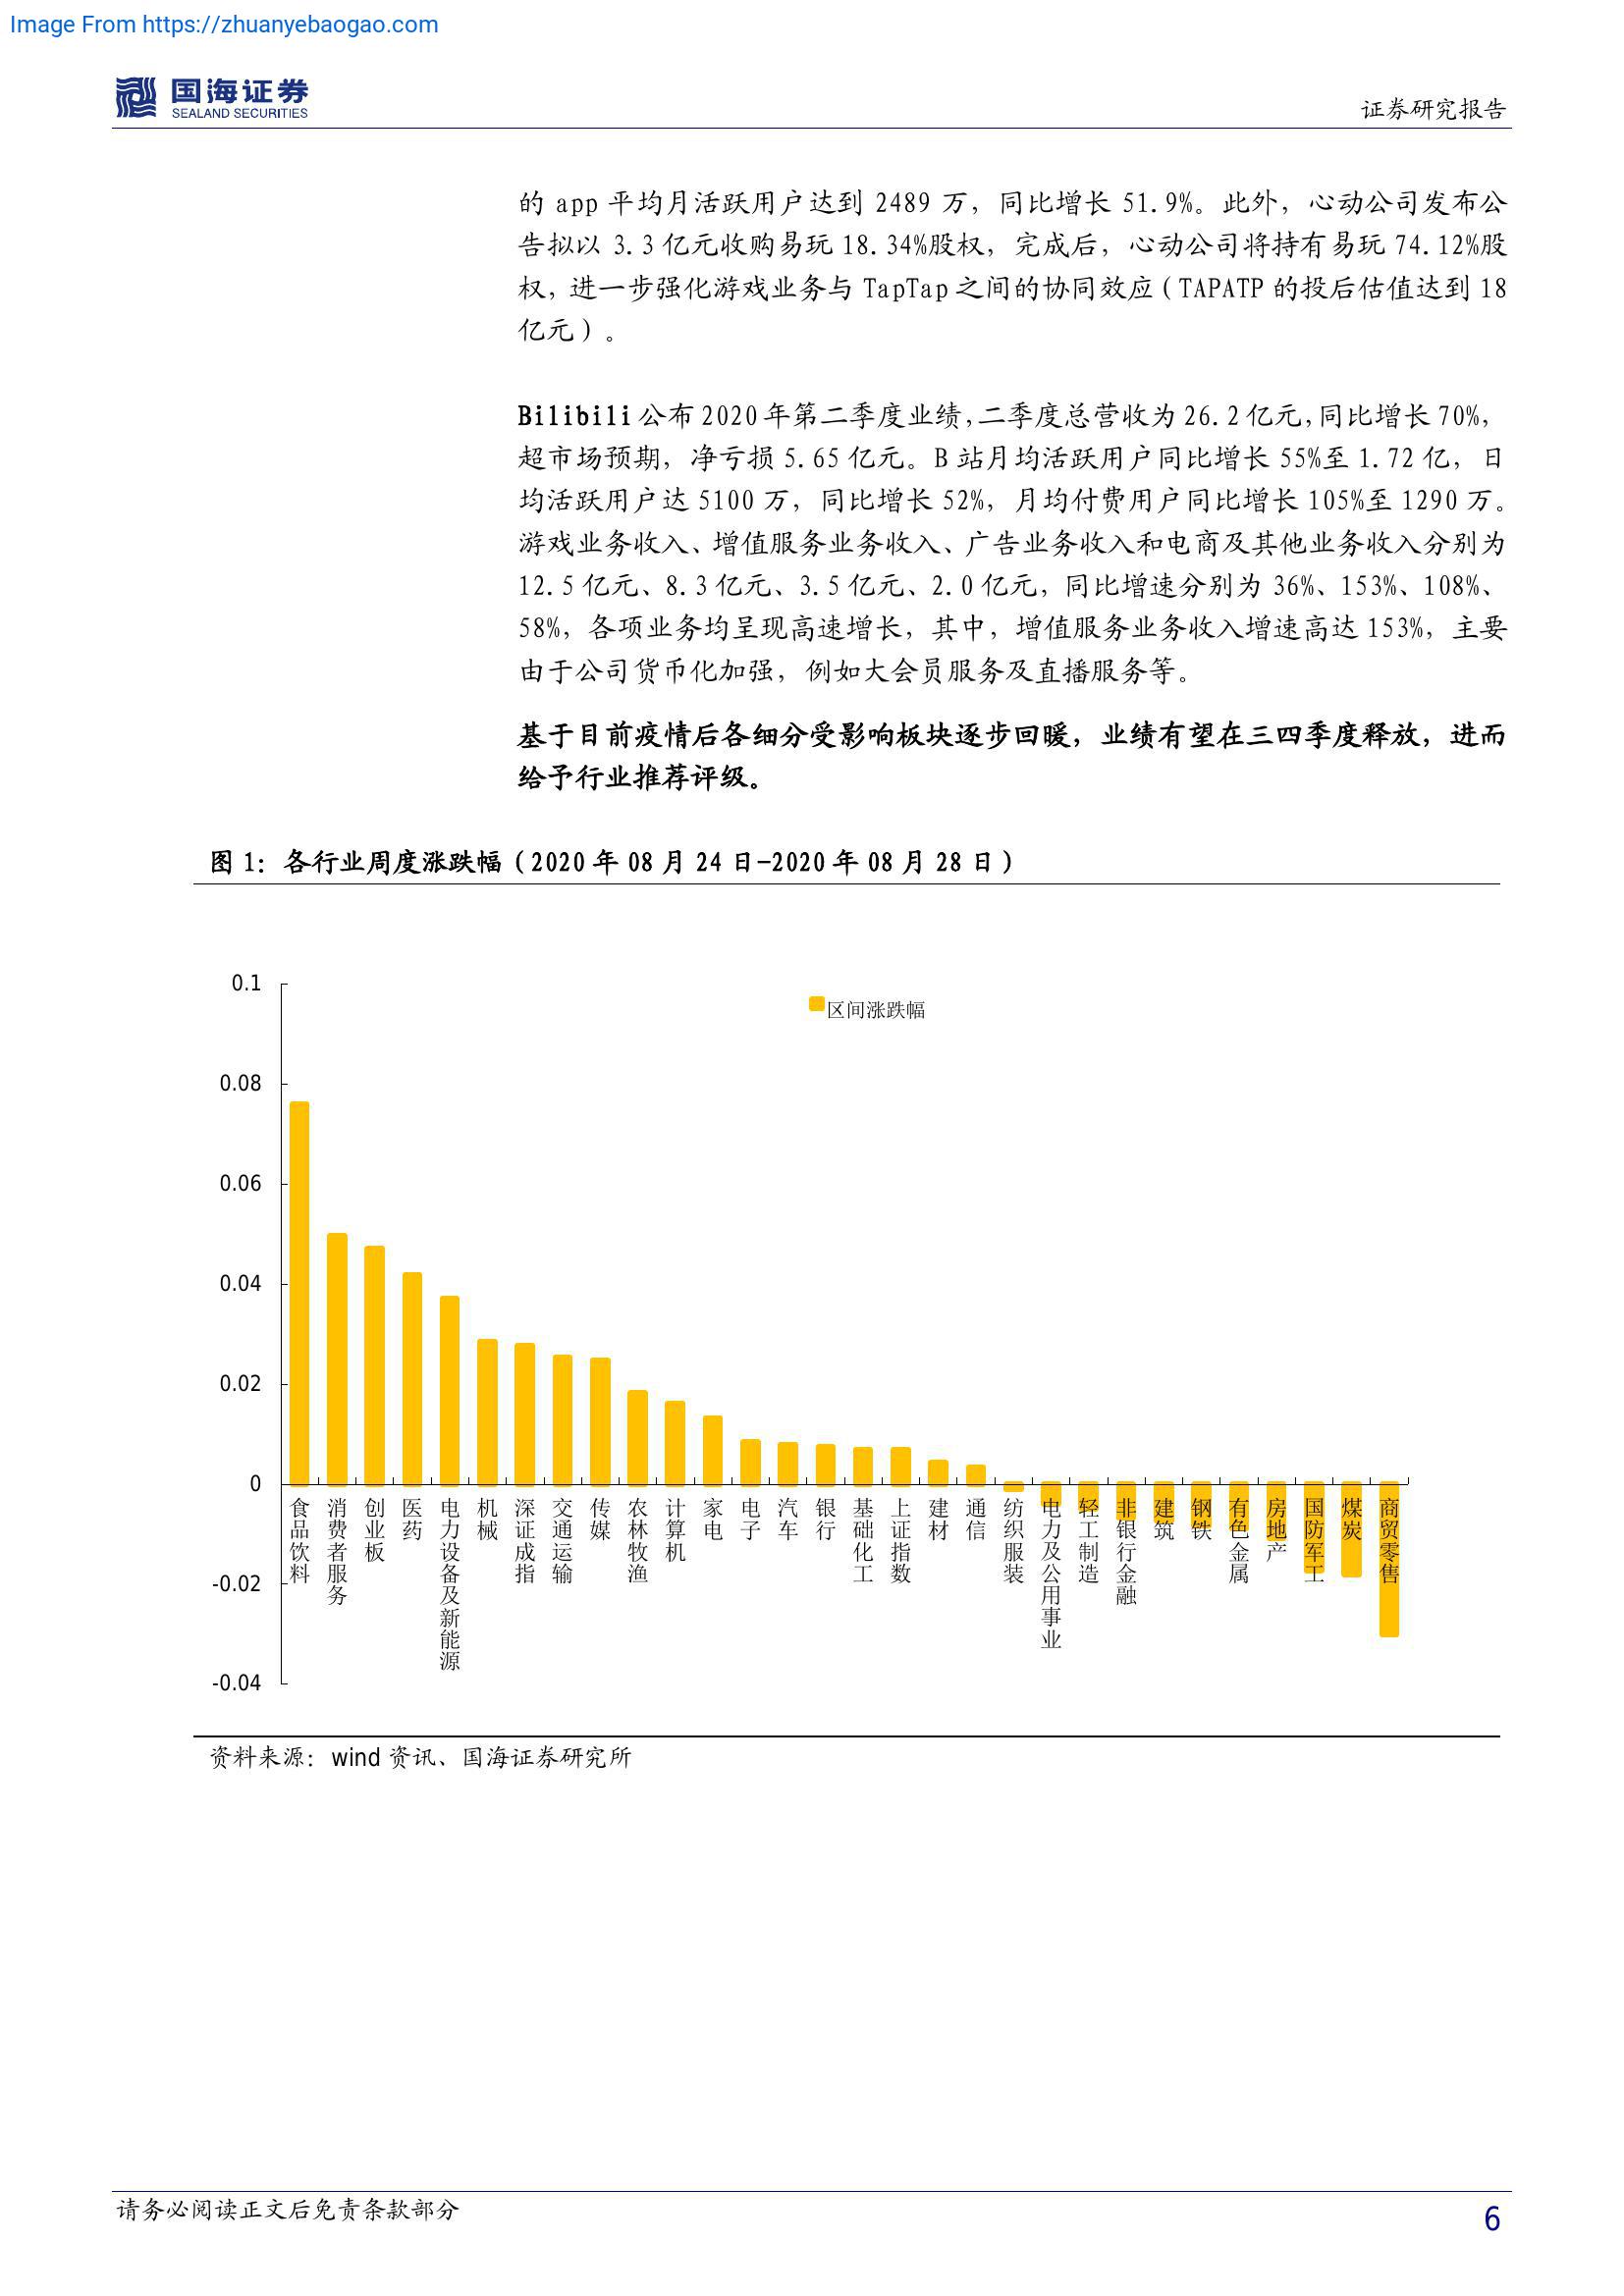 Image From https://zhuanyebaogao.com
国海证券
SEALAND SECURITIES
证券研究报告
的 app 平均月活跃用户达到 2489 万，同比增长 51.9%。此外，心动公司发布公
告拟以 3.3 亿元收购易玩 18.34%股权，完成后，心动公司将持有易玩 74.12%股
权，进一步强化游戏业务与 TapTap 之间的协同效应（TAPATP 的投后估值达到 18
亿元）。
Bilibili 公布 2020 年第二季度业绩，二季度总营收为 26.2 亿元，同比增长 70%，
超市场预期，净亏损 5.65 亿元。B 站月均活跃用户同比增长 55%至 1.72 亿，日
均活跃用户达 5100 万，同比增长 52%，月均付费用户同比增长 105%至 1290 万。
游戏业务收入、增值服务业务收入、广告业务收入和电商及其他业务收入分别为
12.5 亿元、8.3 亿元、3.5 亿元、2.0 亿元，同比增速分别为 36%、153%、108%、
58%，各项业务均呈现高速增长，其中，增值服务业务收入增速高达 153%，主要
由于公司货币化加强，例如大会员服务及直播服务等。
基于目前疫情后各细分受影响板块逐步回暖，业绩有望在三四季度释放，进而
给予行业推荐评级。
图 1：各行业周度涨跌幅（2020 年 08 月 24 日-2020 年 08 月 28 日）
区间涨跌幅
0.1
0.08
0.06
0.04
0.02
0
-0.02
-0.04
食品饮料
消费者服务
创业板
医药
电力设备及新能源
机械
深证成指
交通运输
传媒
农林牧渔
计算机
家电
电子
汽车
银行
基础化工
上证指数
建材
通信
纺织服装
电力及公用事业
轻工制造
非银行金融
建筑
钢铁
有色金属
房地产
国防军工
煤炭
商贸零售
资料来源：wind 资讯、国海证券研究所
请务必阅读正文后免责条款部分
6